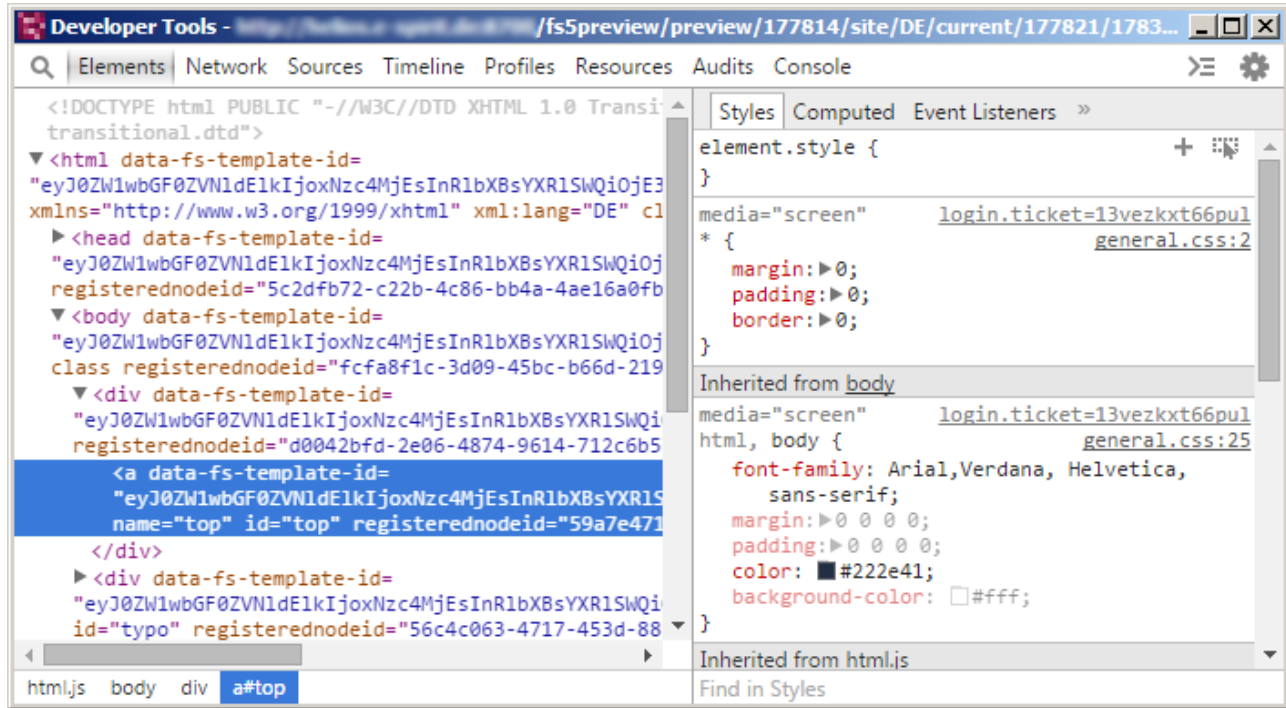 Developer Tools - /fs5preview/preview/177814/site/DE/current/177821/1783...
Elements Network Sources Timeline Profiles Resources Audits Console
<!DOCTYPE html PUBLIC "-//W3C//DTD XHTML 1.0 Transi
transitional.dtd">
▼<html data-fs-template-id=
"eyJ0ZW1wbGF0ZVNldElkIjoxNzc4MjEsInRlbXBsYXRlSWQiOjE3
xmlns="http://www.w3.org/1999/xhtml" xml:lang="DE" cl
▶<head data-fs-template-id=
"eyJ0ZW1wbGF0ZVNldElkIjoxNzc4MjEsInRlbXBsYXRlSWQiOj
registerednodeid="5c2dfb72-c22b-4c86-bb4a-4ae16a0fb
▼<body data-fs-template-id=
"eyJ0ZW1wbGF0ZVNldElkIjoxNzc4MjEsInRlbXBsYXRlSWQiOj
class registerednodeid="fcfa8f1c-3d09-45bc-b66d-219
▼<div data-fs-template-id=
"eyJ0ZW1wbGF0ZVNldElkIjoxNzc4MjEsInRlbXBsYXRlSWQi
registerednodeid="d0042bfd-2e06-4874-9614-712c6b5
<a data-fs-template-id=
"eyJ0ZW1wbGF0ZVNldElkIjoxNzc4MjEsInRlbXBsYXRlS
name="top" id="top" registerednodeid="59a7e471
</div>
▶<div data-fs-template-id=
"eyJ0ZW1wbGF0ZVNldElkIjoxNzc4MjEsInRlbXBsYXRlSWQi
id="typo" registerednodeid="56c4c063-4717-453d-88
html.js body div a#top
Styles Computed Event Listeners »
element.style {
}
media="screen" login.ticket=13vezkxt66pul
* { general.css:2
margin:▶0;
padding:▶0;
border:▶0;
}
Inherited from body
media="screen" login.ticket=13vezkxt66pul
html, body { general.css:25
font-family: Arial,Verdana, Helvetica,
sans-serif;
margin:▶0 0 0 0;
padding:▶0 0 0 0;
color: #222e41;
background-color: #fff;
}
Inherited from html.js
Find in Styles